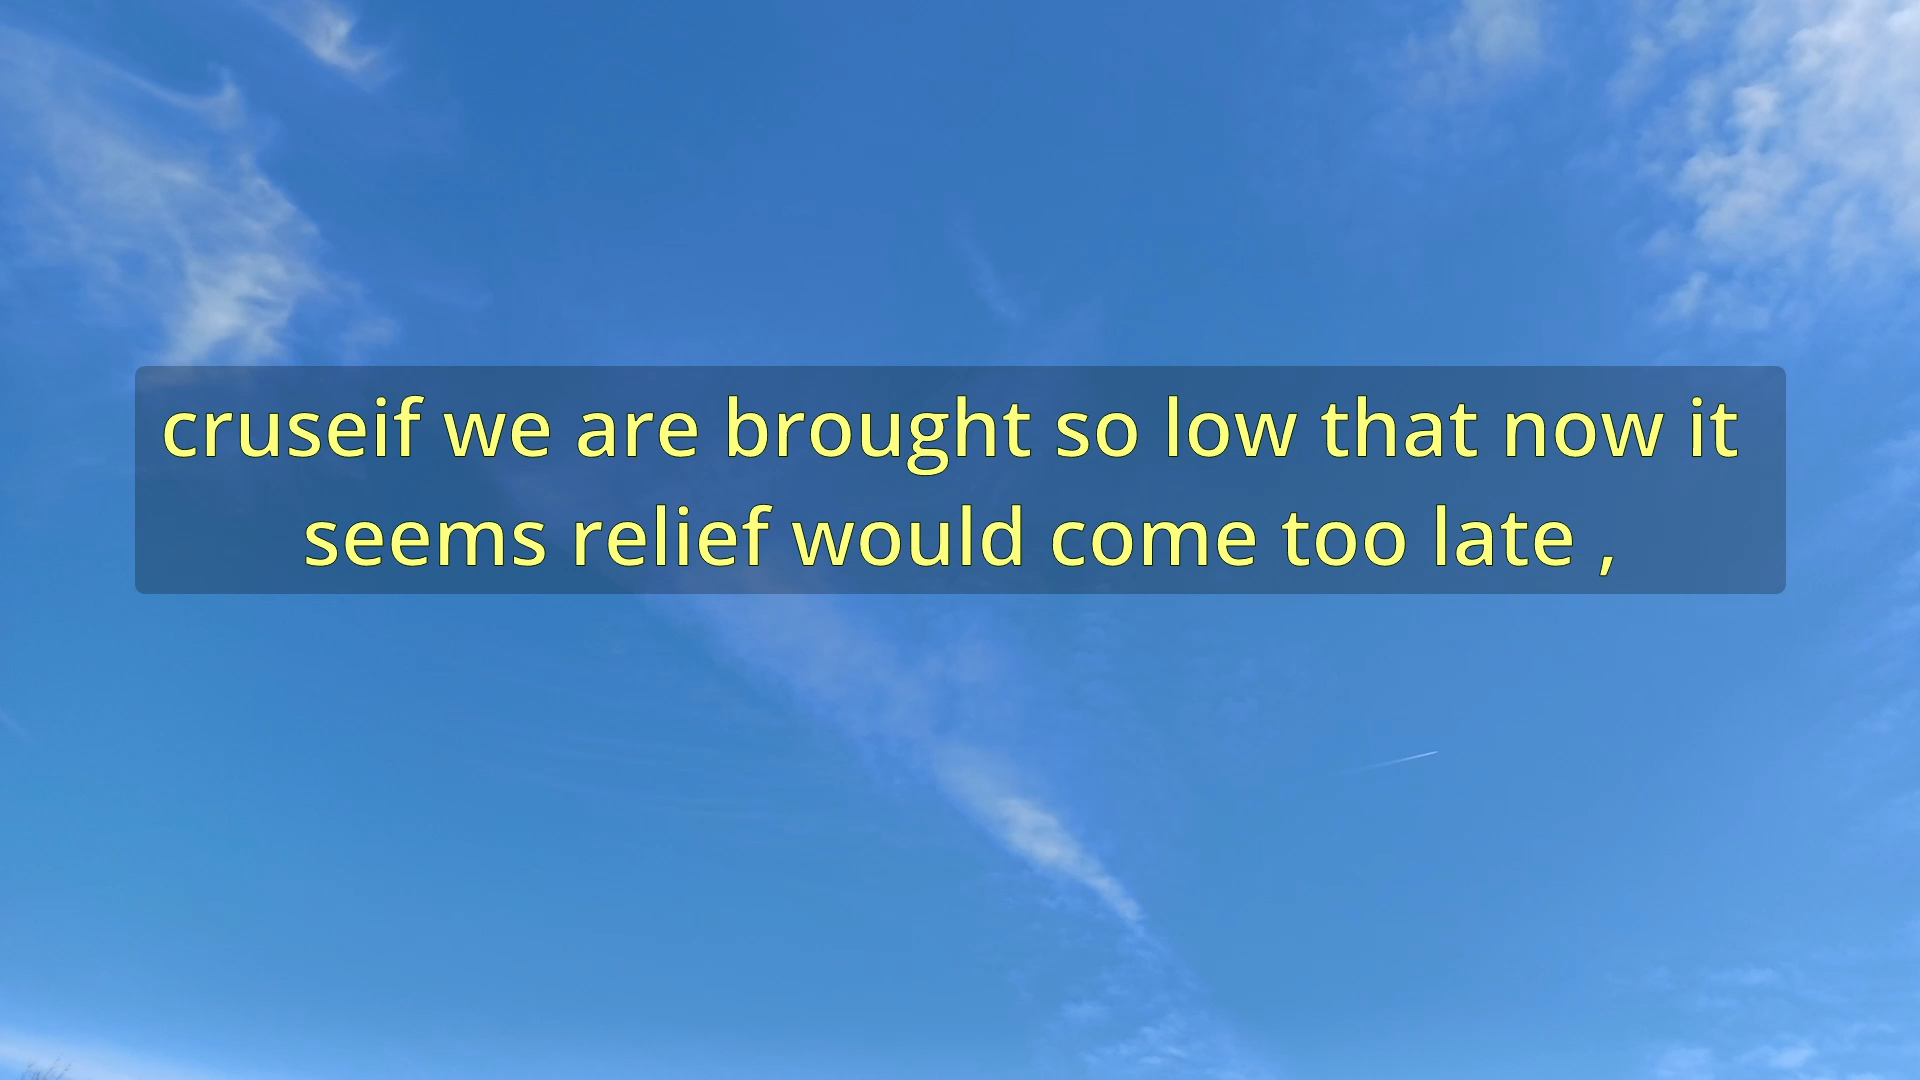 cruseif we are brought so low that now it
seems relief would come too late ,